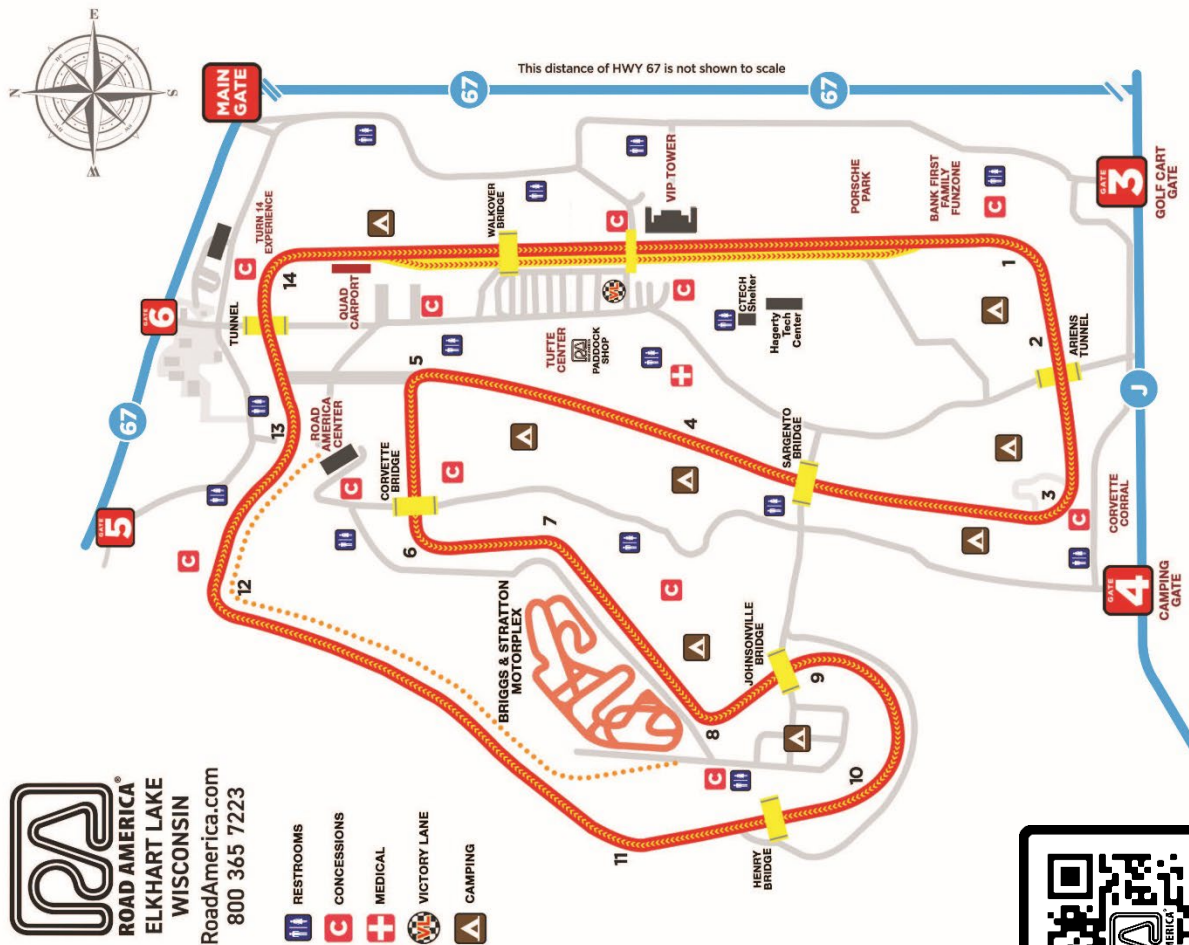 ROAD AMERICA®
ELKHART LAKE
WISCONSIN
RoadAmerica.com
800 365 7223
RESTROOMS
C CONCESSIONS
MEDICAL
VL VICTORY LANE
CAMPING
N
E
S
W
MAIN
GATE
This distance of HWY 67 is not shown to scale
67
67
67
GATE
6
GATE
5
TURN 14
EXPERIENCE
C
TUNNEL
14
13
12
QUAD
CARPORT
WALKOVER
BRIDGE
VIP TOWER
PORSCHE
PARK
BANK FIRST
FAMILY
FUNZONE
C
C
C
VL
C
GATE
3
GOLF CART
GATE
1
2
ARIENS
TUNNEL
J
CTECH
Shelter
Hagerty
Tech
Center
TUFTE
CENTER
PADDOCK
SHOP
5
4
ROAD
AMERICA
CENTER
C
C
C
CORVETTE
BRIDGE
6
7
SARGENTO
BRIDGE
3
C
CORVETTE
CORRAL
GATE
4
CAMPING
GATE
C
BRIGGS & STRATTON
MOTORPLEX
JOHNSONVILLE
BRIDGE
8
9
10
C
HENRY
BRIDGE
11